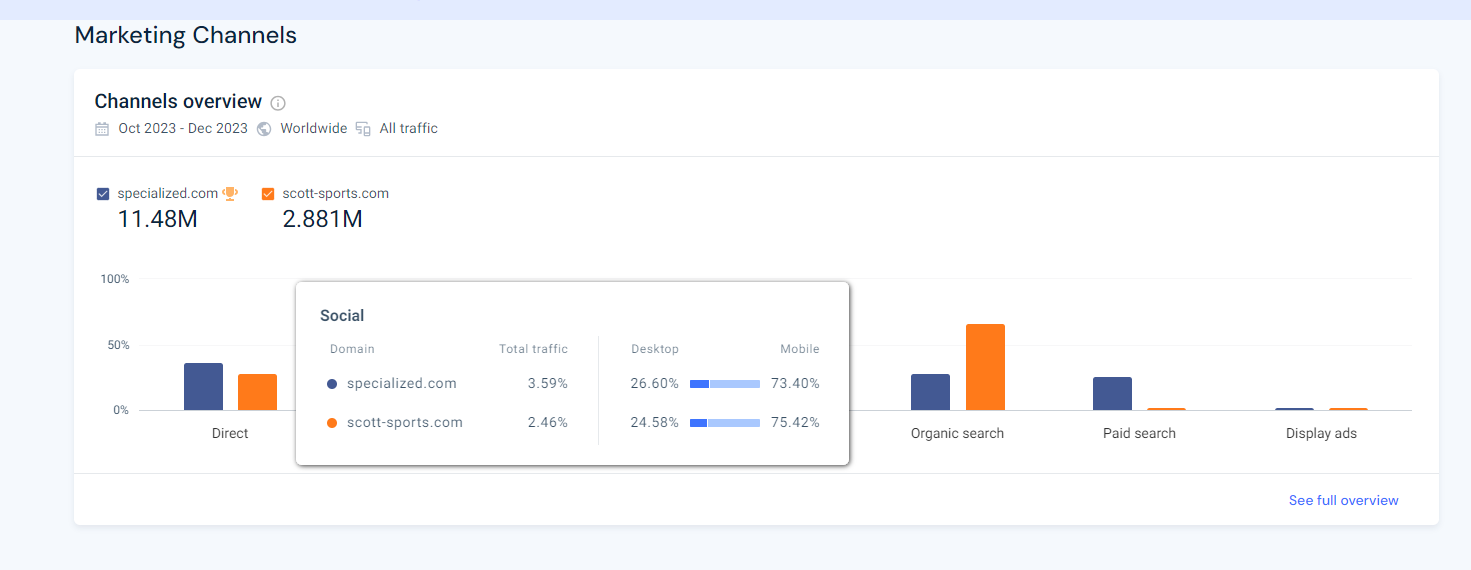 Marketing Channels
Channels overview
Oct 2023 - Dec 2023 Worldwide All traffic
specialized.com scott-sports.com
11.48M 2.881M
100%
50%
0%
Social
Domain Total traffic Desktop Mobile
specialized.com 3.59% 26.60% 73.40%
scott-sports.com 2.46% 24.58% 75.42%
Direct Organic search Paid search Display ads
See full overview